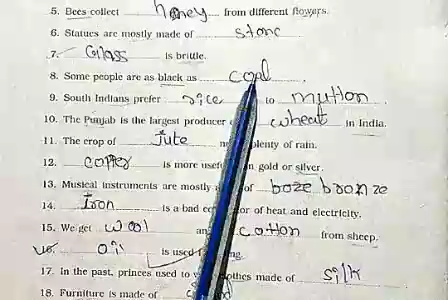 5. Bees collect honey from different flowers.
6. Statues are mostly made of stone
7. Glass is brittle.
8. Some people are as black as coal.
9. South Indians prefer rice to mutton.
10. The Punjab is the largest producer wheat in India.
11. The crop of Jute plenty of rain.
12. copper is more gold or silver.
13. Musical instruments are mostly of boze bronze
14. Iron is a bad of heat and electricity.
15. We get wool cotton from sheep.
16. Oil is used
17. In the past, princes used to made of silk
18. Furniture is made of